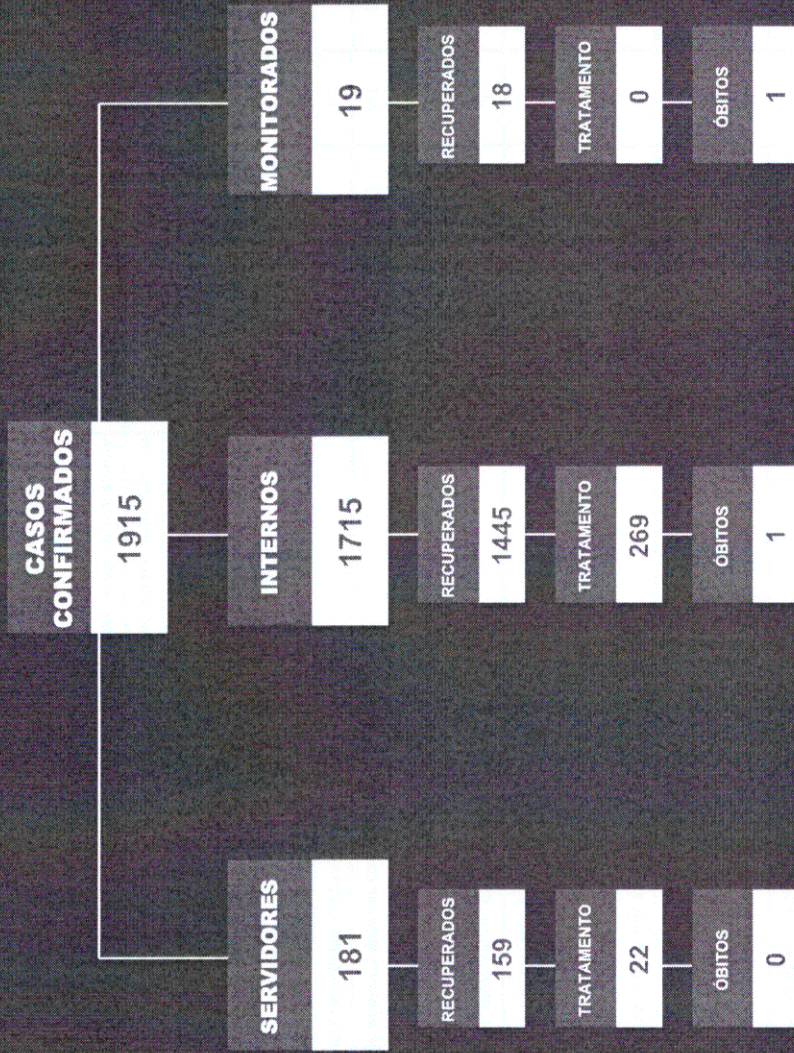 CASOS
CONFIRMADOS
1915
SERVIDORES
181
RECUPERADOS
159
TRATAMENTO
22
ÓBITOS
0
INTERNOS
1715
RECUPERADOS
1445
TRATAMENTO
269
ÓBITOS
1
MONITORADOS
19
RECUPERADOS
18
TRATAMENTO
0
ÓBITOS
1